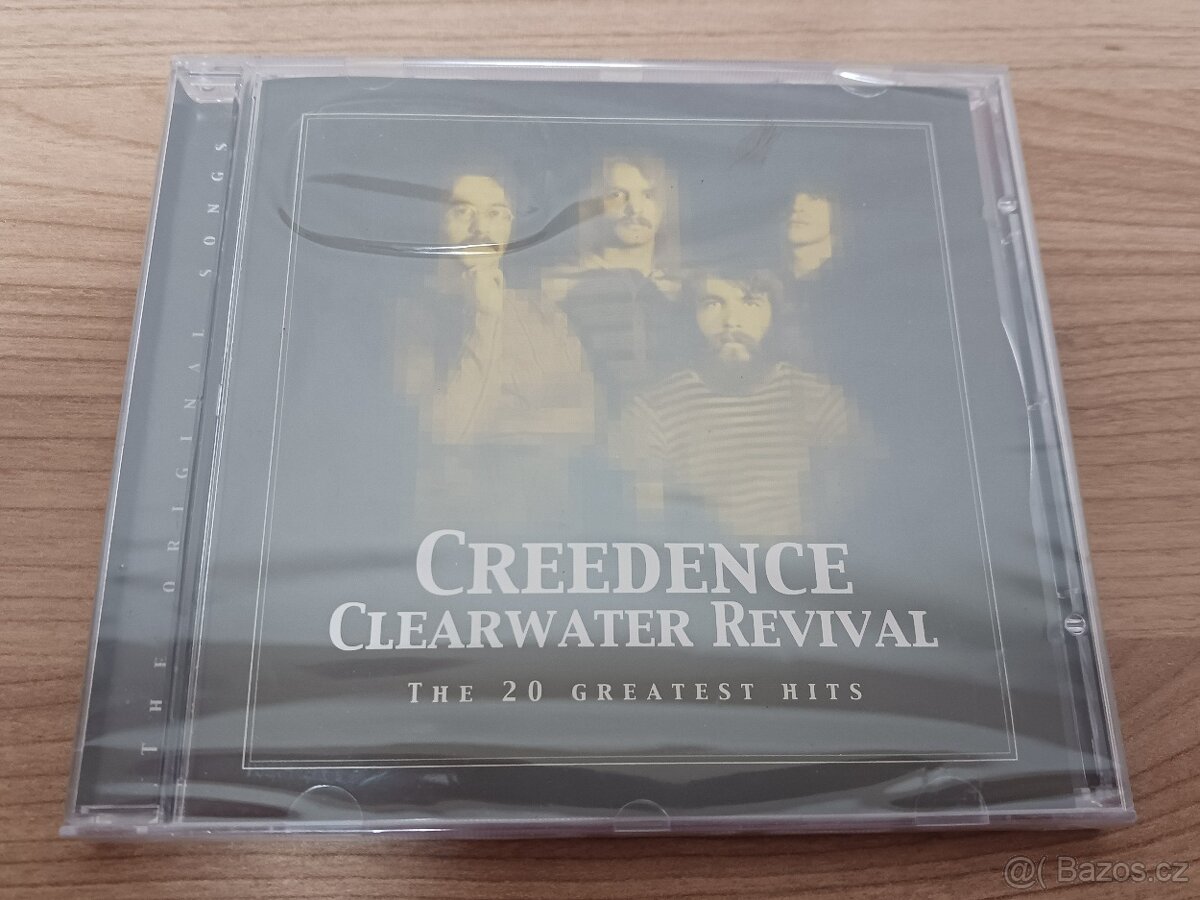 THE ORIGINAL SONGS
CREEDENCE
CLEARWATER REVIVAL
THE 20 GREATEST HITS
@( Bazos.cz